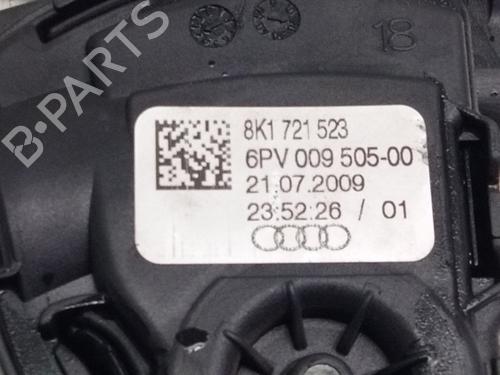 B-PARTS
18
8K1 721 523
6PV 009 505-00
21.07.2009
23:52:26 / 01